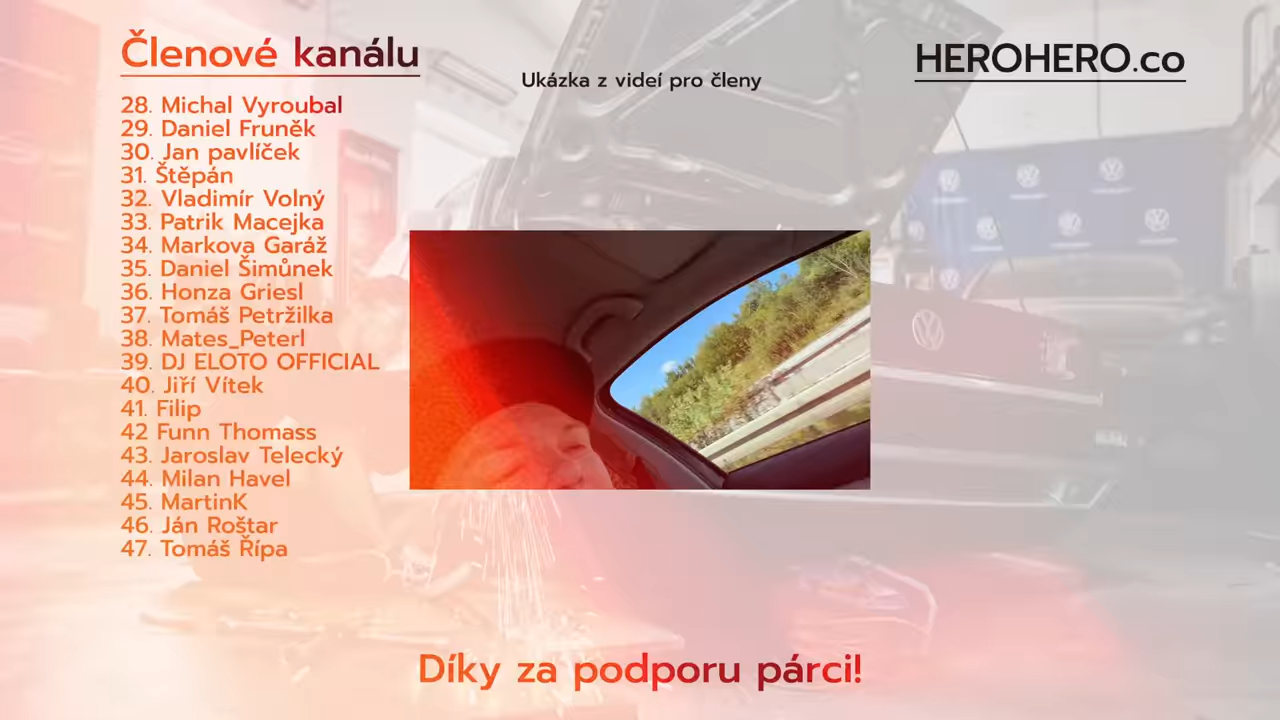 Členové kanálu
28. Michal Vyroubal
29. Daniel Fruněk
30. Jan pavlíček
31. Štěpán
32. Vladimír Volný
33. Patrik Macejka
34. Markova Garáž
35. Daniel Šimůnek
36. Honza Griesl
37. Tomáš Petržilka
38. Mates_Peterl
39. DJ ELOTO OFFICIAL
40. Jiří Vítek
41. Filip
42 Funn Thomass
43. Jaroslav Telecký
44. Milan Havel
45. MartinK
46. Ján Roštar
47. Tomáš Řípa
Ukázka z videí pro členy
HEROHERO.co
Díky za podporu párci!